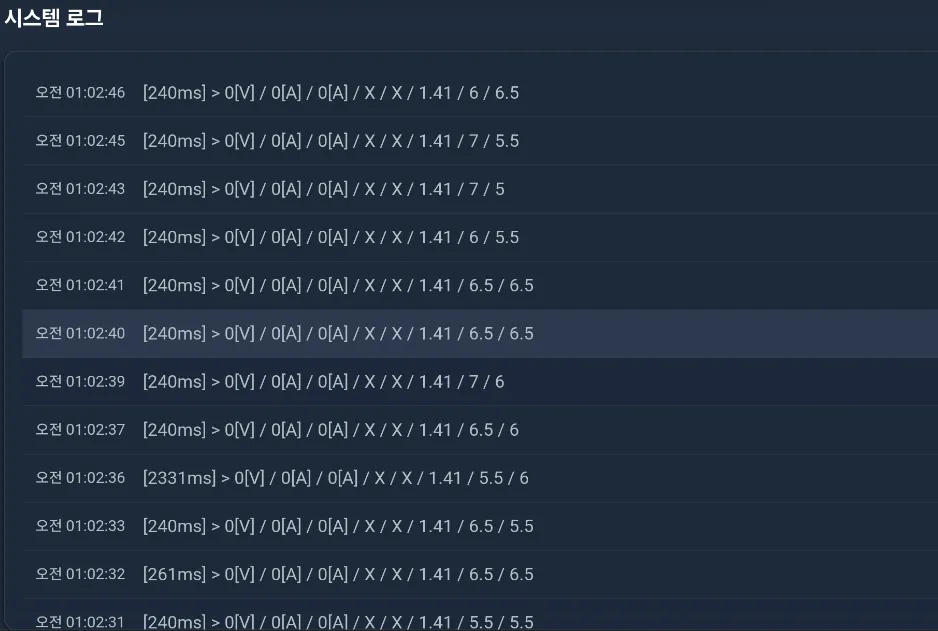 시스템 로그
오전 01:02:46 [240ms] > 0[V] / 0[A] / 0[A] / X / X / 1.41 / 6 / 6.5
오전 01:02:45 [240ms] > 0[V] / 0[A] / 0[A] / X / X / 1.41 / 7 / 5.5
오전 01:02:43 [240ms] > 0[V] / 0[A] / 0[A] / X / X / 1.41 / 7 / 5
오전 01:02:42 [240ms] > 0[V] / 0[A] / 0[A] / X / X / 1.41 / 6 / 5.5
오전 01:02:41 [240ms] > 0[V] / 0[A] / 0[A] / X / X / 1.41 / 6.5 / 6.5
오전 01:02:40 [240ms] > 0[V] / 0[A] / 0[A] / X / X / 1.41 / 6.5 / 6.5
오전 01:02:39 [240ms] > 0[V] / 0[A] / 0[A] / X / X / 1.41 / 7 / 6
오전 01:02:37 [240ms] > 0[V] / 0[A] / 0[A] / X / X / 1.41 / 6.5 / 6
오전 01:02:36 [2331ms] > 0[V] / 0[A] / 0[A] / X / X / 1.41 / 5.5 / 6
오전 01:02:33 [240ms] > 0[V] / 0[A] / 0[A] / X / X / 1.41 / 6.5 / 5.5
오전 01:02:32 [261ms] > 0[V] / 0[A] / 0[A] / X / X / 1.41 / 6.5 / 6.5
오전 01:02:31 [240ms] > 0[V] / 0[A] / 0[A] / X / X / 1.41 / 5.5 / 5.5